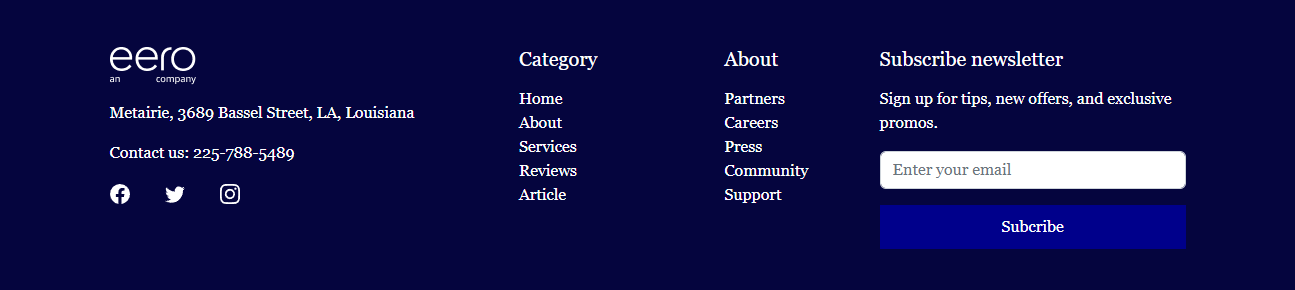 eero
an company
Metairie, 3689 Bassel Street, LA, Louisiana
Contact us: 225-788-5489
Category
Home
About
Services
Reviews
Article
About
Partners
Careers
Press
Community
Support
Subscribe newsletter
Sign up for tips, new offers, and exclusive
promos.
Enter your email
Subcribe